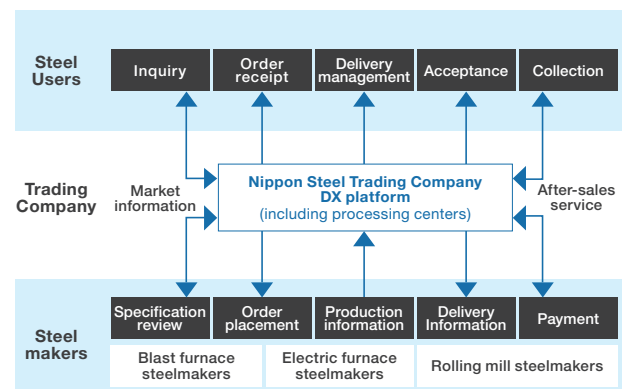 Steel
Users
Inquiry
Order
receipt
Delivery
management
Acceptance
Collection
Trading
Company
Market
information
Nippon Steel Trading Company
DX platform
(including processing centers)
After-sales
service
Steel
makers
Specification
review
Order
placement
Production
information
Delivery
Information
Payment
Blast furnace
steelmakers
Electric furnace
steelmakers
Rolling mill steelmakers